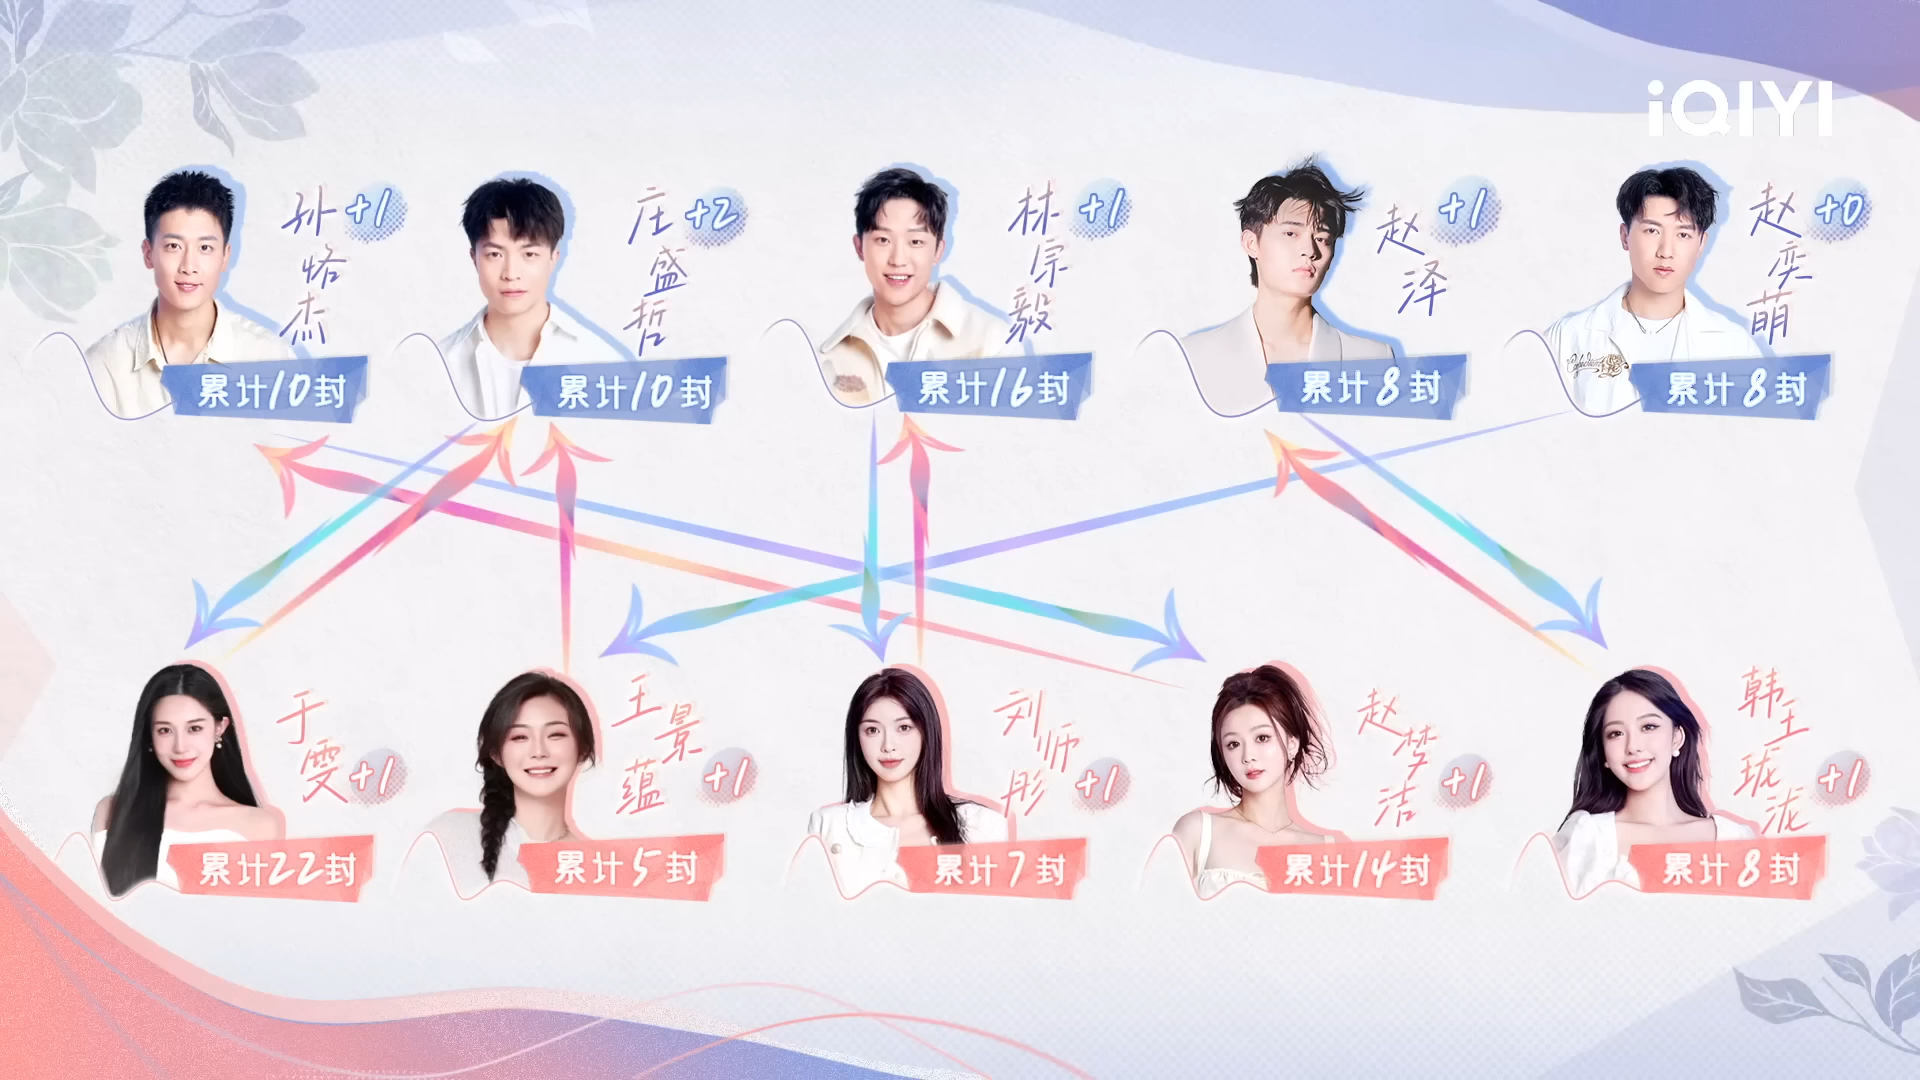 iQIYI
孙恪杰
+1
累计10封
庄盛哲
+2
累计10封
林宗毅
+1
累计16封
赵泽
+1
累计8封
赵奕萌
+0
累计8封
于雯
+1
累计22封
王景蕴
+1
累计5封
刘师彤
+1
累计7封
赵梦洁
+1
累计14封
韩王珑泷
+1
累计8封